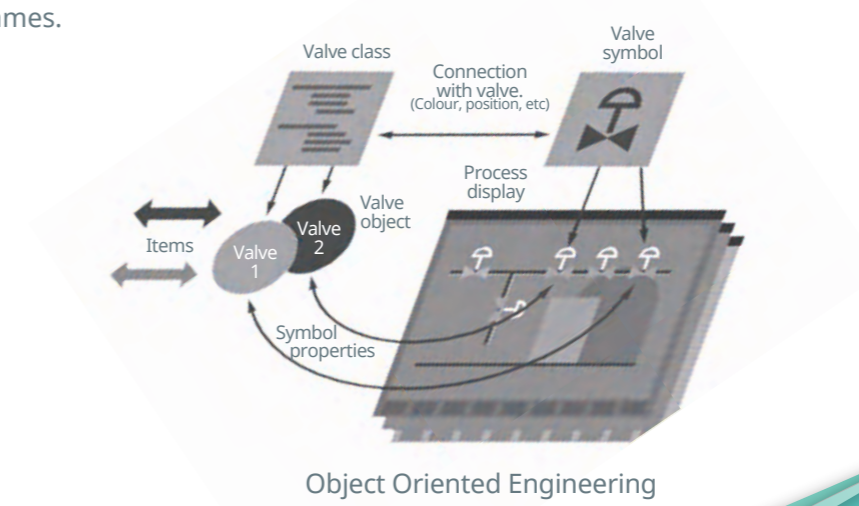 Valve class
Valve
symbol
Connection
with valve.
(Colour, position, etc)
Process
display
Valve
object
Items
Valve
1
Valve
2
Symbol
properties
Object Oriented Engineering